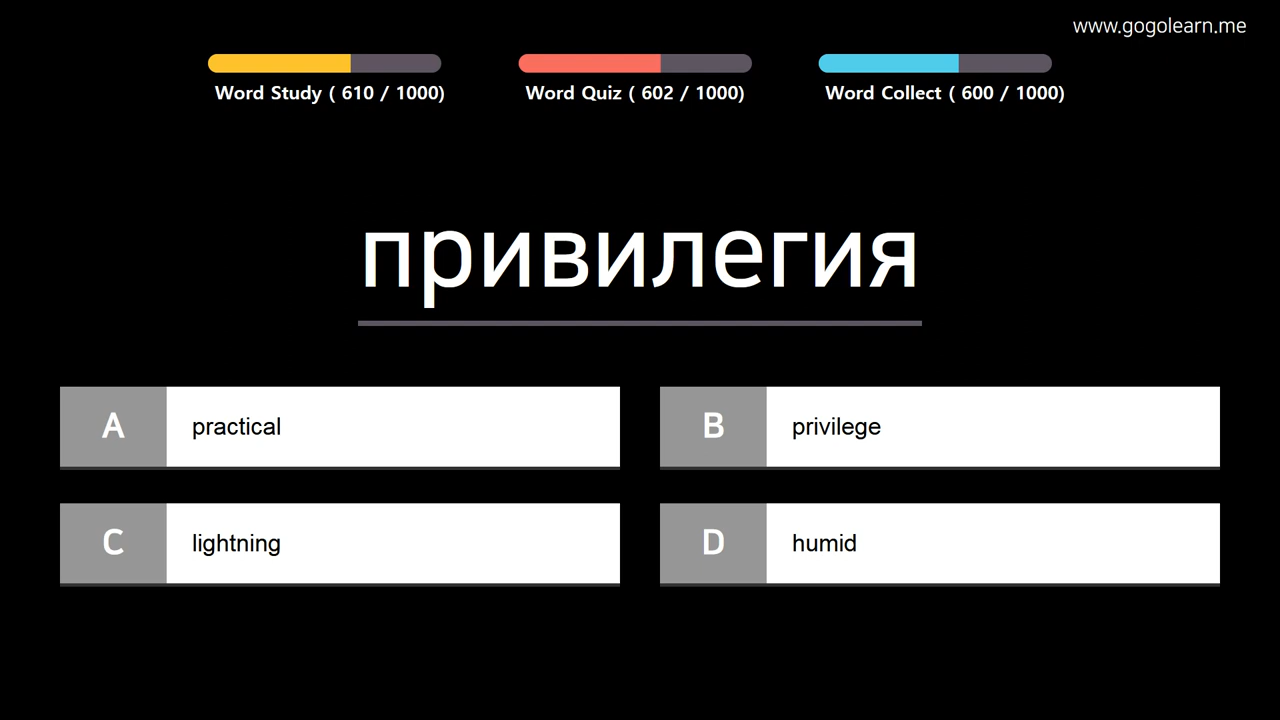 www.gogolearn.me
Word Study ( 610 / 1000)
Word Quiz ( 602 / 1000)
Word Collect ( 600 / 1000)
привилегия
A practical
B privilege
C lightning
D humid